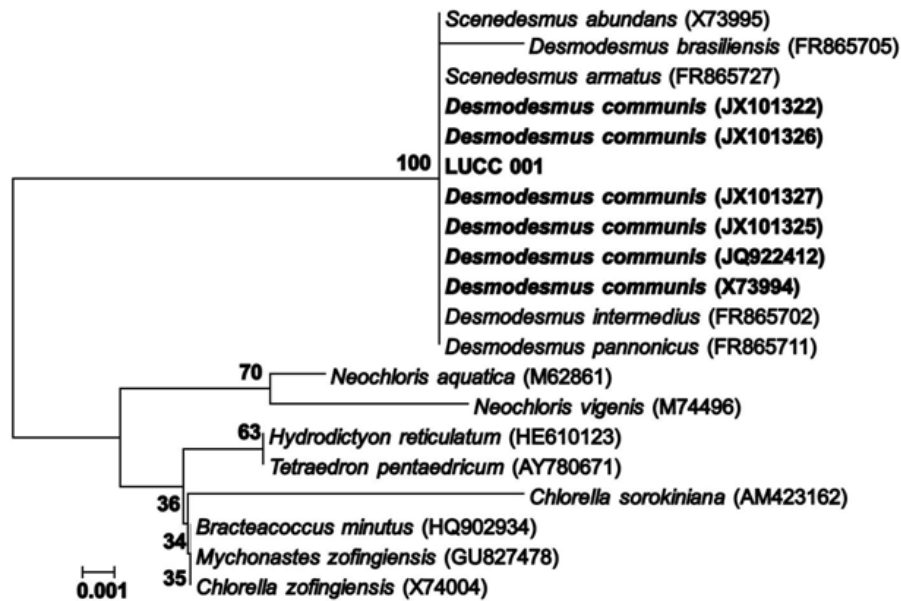 Scenedesmus abundans (X73995)
Desmodesmus brasiliensis (FR865705)
Scenedesmus armatus (FR865727)
Desmodesmus communis (JX101322)
Desmodesmus communis (JX101326)
100 LUCC 001
Desmodesmus communis (JX101327)
Desmodesmus communis (JX101325)
Desmodesmus communis (JQ922412)
Desmodesmus communis (X73994)
Desmodesmus intermedius (FR865702)
Desmodesmus pannonicus (FR865711)
70 Neochloris aquatica (M62861)
Neochloris vigenis (M74496)
63 Hydrodictyon reticulatum (HE610123)
Tetraedron pentaedricum (AY780671)
36 Chlorella sorokiniana (AM423162)
Bracteacoccus minutus (HQ902934)
34
Mychonastes zofingiensis (GU827478)
35 Chlorella zofingiensis (X74004)
0.001